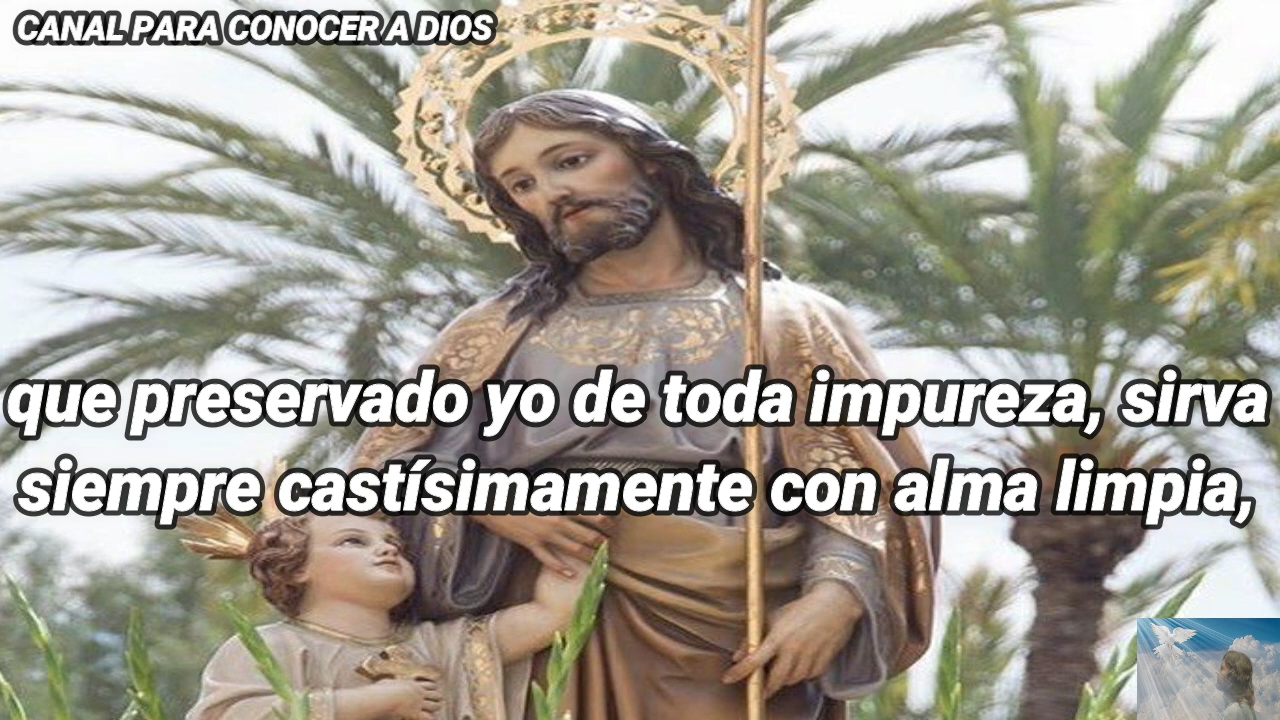 CANAL PARA CONOCER A DIOS
que preservado yo de toda impureza, sirva
siempre castísimamente con alma limpia,